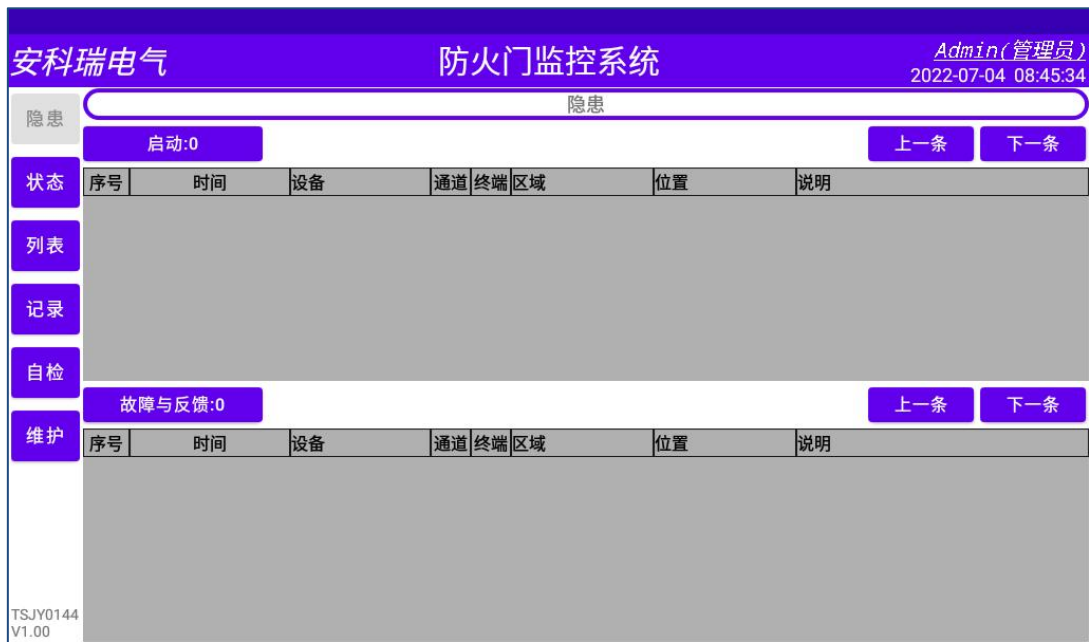 安科瑞电气
防火门监控系统
Admin(管理员)
2022-07-04 08:45:34
隐患
隐患
启动:0
上一条
下一条
状态
序号 时间 设备 通道 终端 区域 位置 说明
列表
记录
自检
故障与反馈:0
上一条
下一条
维护
序号 时间 设备 通道 终端 区域 位置 说明
TSJY0144
V1.00